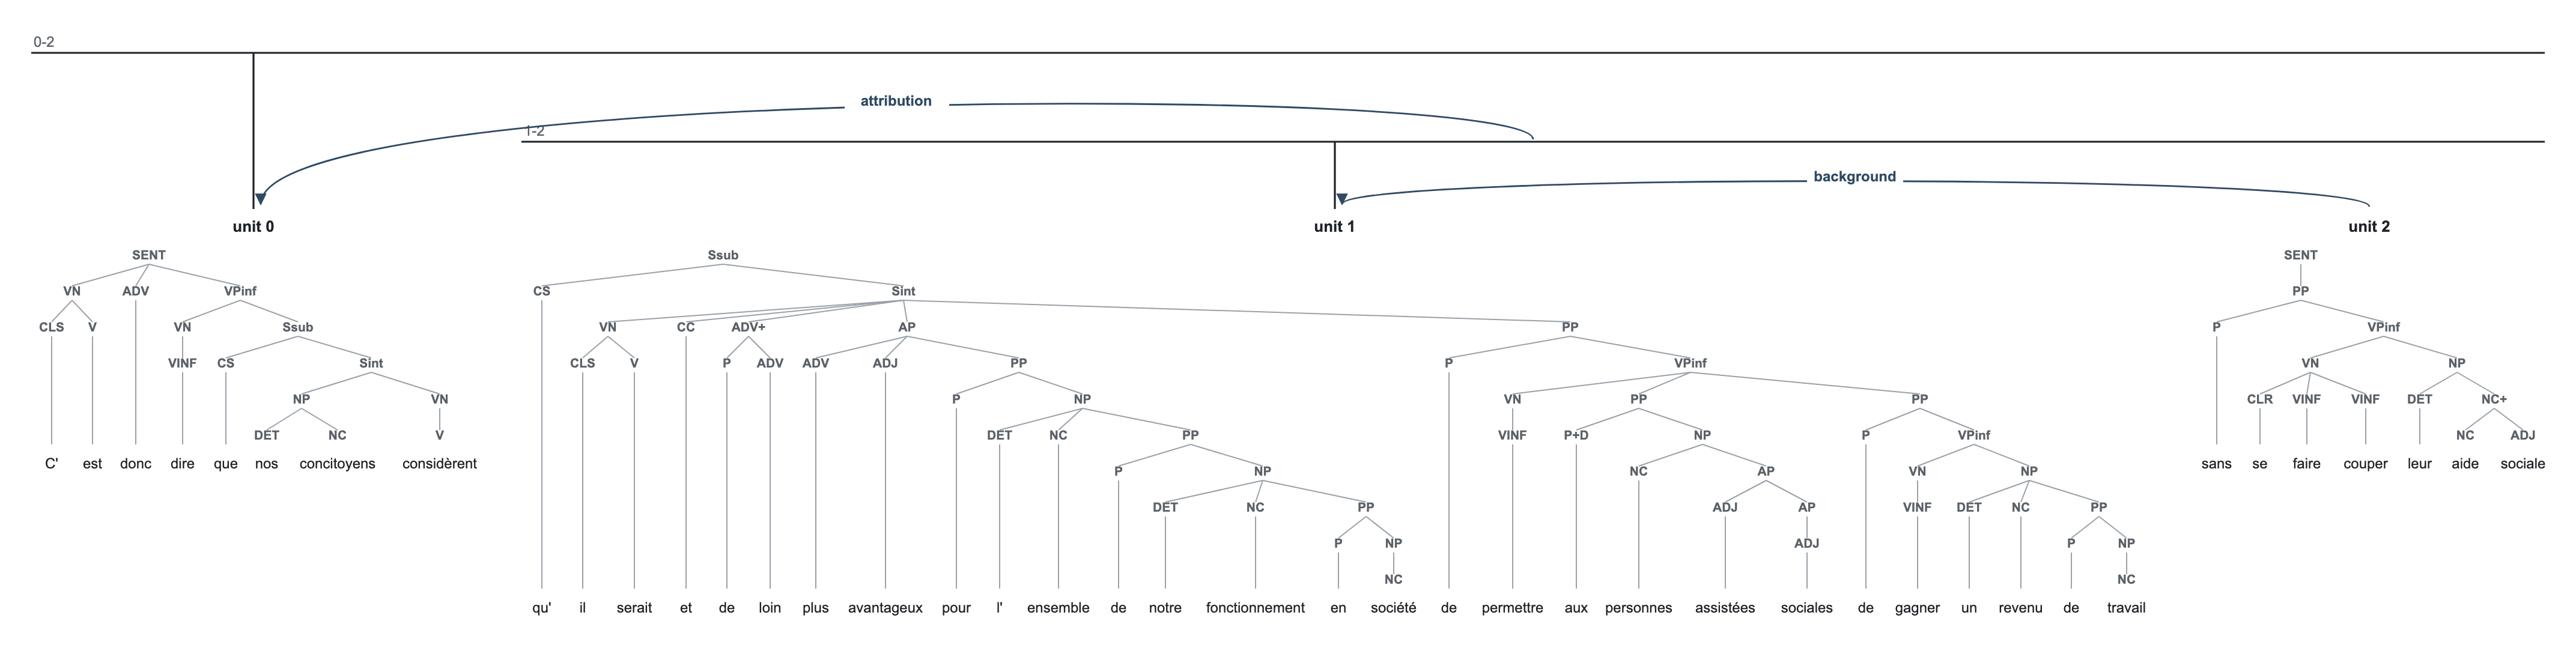 0-2
attribution
1-2
background
unit 0 unit 1 unit 2
SENT Ssub SENT
VN ADV VPinf CS Sint PP
CLS V VN Ssub VN CC ADV+ AP PP P VPinf
VINF CS Sint CLS V P ADV ADV ADJ PP P VPinf VN NP
NP VN P NP VN PP PP CLR VINF VINF DET NC+
DET NC V DET NC PP VINF P+D NP P VPinf NC ADJ
C' est donc dire que nos concitoyens considèrent sans se faire couper leur aide sociale
P NP NC AP VN NP
DET NC PP ADJ AP VINF DET NC PP
P NP ADJ P NP
NC NC
qu' il serait et de loin plus avantageux pour l' ensemble de notre fonctionnement en société de permettre aux personnes assistées sociales de gagner un revenu de travail